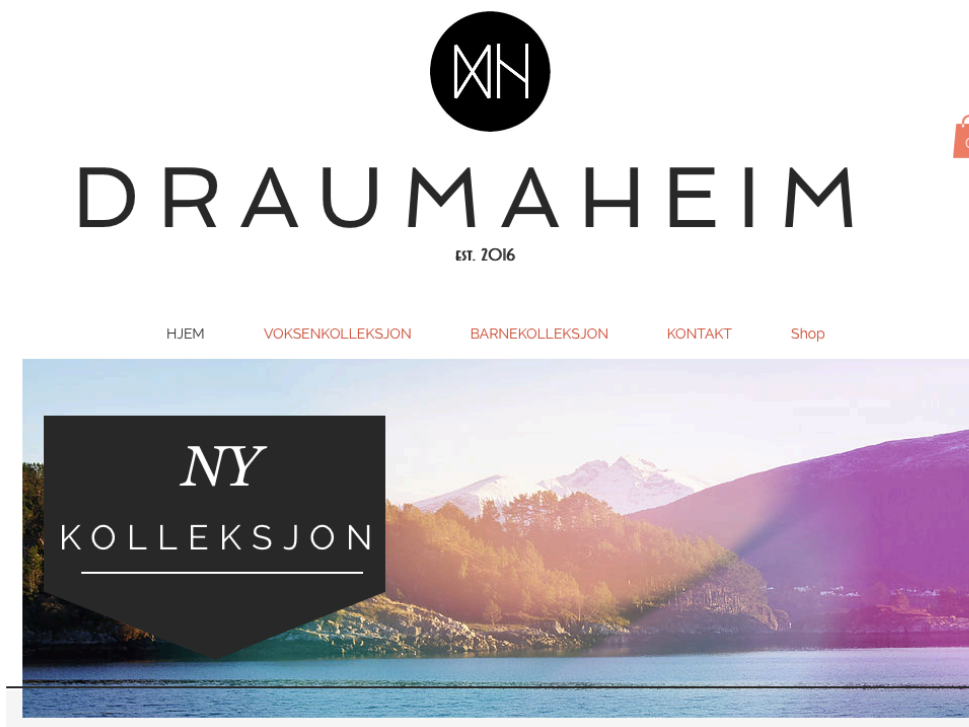 DRAUMAHEIM
EST. 2016
HJEM VOKSENKOLLEKSJON BARNEKOLLEKSJON KONTAKT Shop
NY
KOLLEKSJON